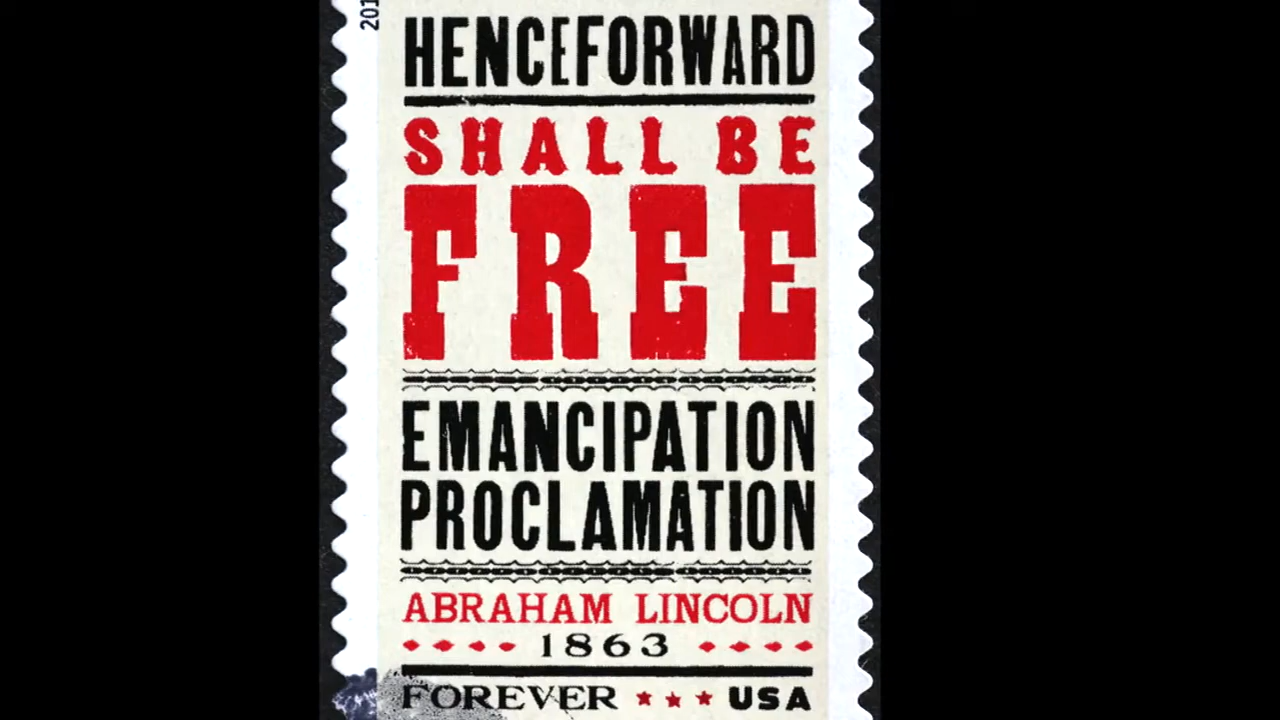 HENCEFORWARD
SHALL BE
FREE
EMANCIPATION
PROCLAMATION
ABRAHAM LINCOLN
1863
FOREVER USA